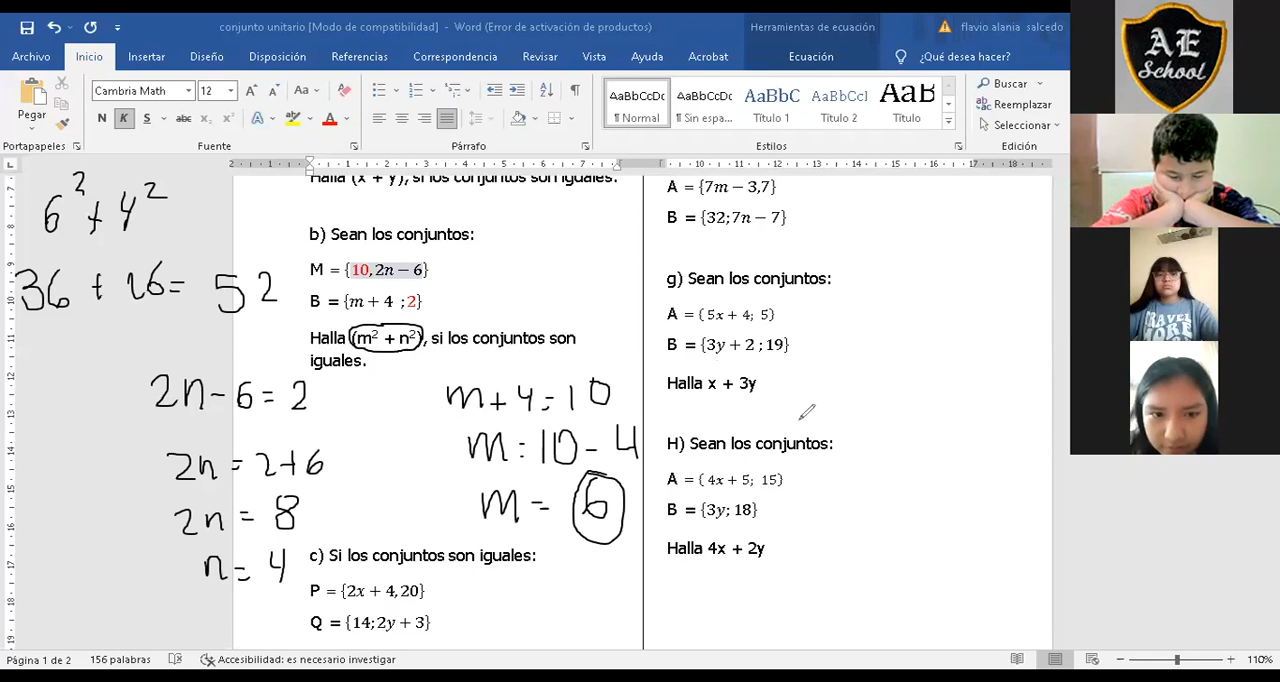 conjunto unitario [Modo de compatibilidad] - Word (Error de activación de productos)
Herramientas de ecuación
flavio alania salcedo
Archivo
Inicio
Insertar
Diseño
Disposición
Referencias
Correspondencia
Revisar
Vista
Ayuda
Acrobat
Ecuación
¿Qué desea hacer?
Pegar
Cambria Math
12
Aa
N K S abc x₂ x²
AaBbCcDc
¶ Normal
AaBbCcDc
¶ Sin espa...
AaBbC
Título 1
AaBbCcI
Título 2
AaB
Título
Buscar
Reemplazar
Seleccionar
Portapapeles
Fuente
Párrafo
Estilos
Edición
AE
School
6² + 4²
36 + 16 = 52
Halla (x + y), si los conjuntos son iguales.
b) Sean los conjuntos:
M = {10, 2n − 6}
B = {m + 4 ; 2}
Halla (m² + n²), si los conjuntos son
iguales.
2n − 6 = 2
2n = 2 + 6
2n = 8
n = 4
m + 4 = 10
m = 10 − 4
m = 6
c) Si los conjuntos son iguales:
P = {2x + 4, 20}
Q = {14; 2y + 3}
A = {7m − 3,7}
B = {32; 7n − 7}
g) Sean los conjuntos:
A = { 5x + 4; 5}
B = {3y + 2 ; 19}
Halla x + 3y
H) Sean los conjuntos:
A = { 4x + 5; 15}
B = {3y; 18}
Halla 4x + 2y
TRAVEL
MORE
Página 1 de 2
156 palabras
Accesibilidad: es necesario investigar
110%